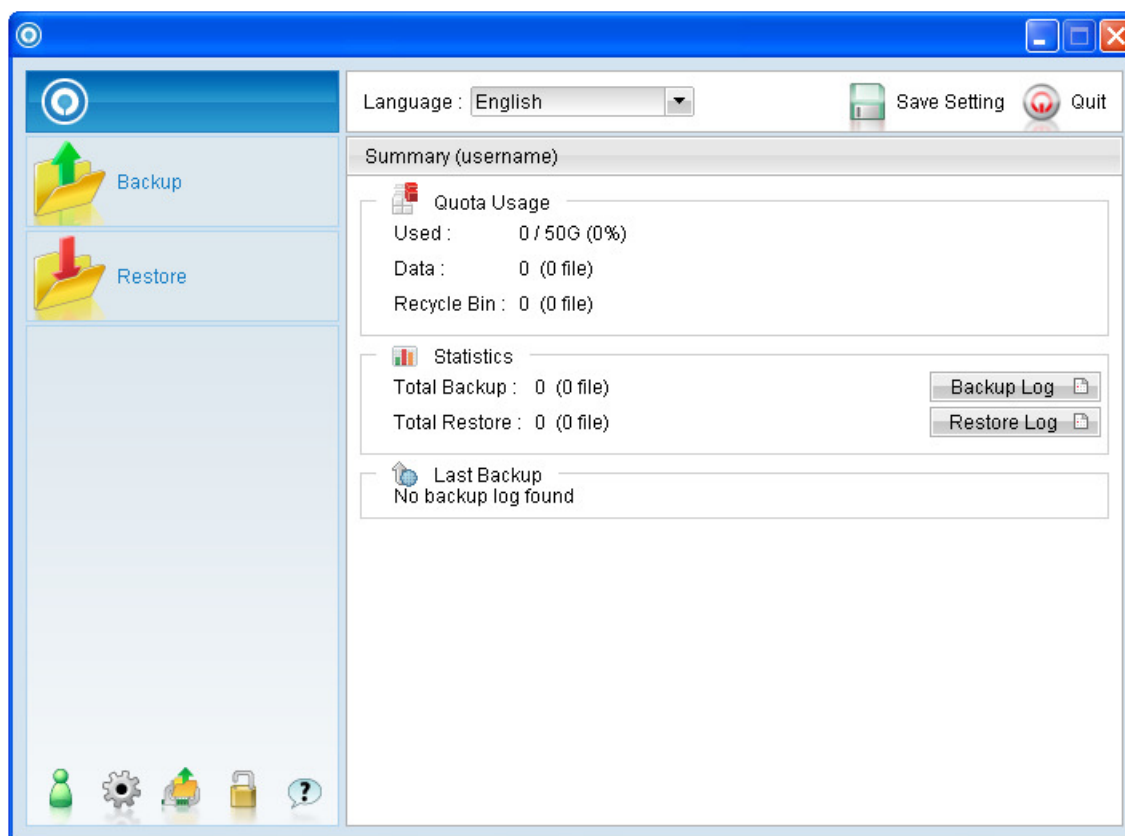 Language : English
Save Setting
Quit
Backup
Restore
Summary (username)
Quota Usage
Used : 0 / 50G (0%)
Data : 0 (0 file)
Recycle Bin : 0 (0 file)
Statistics
Total Backup : 0 (0 file)
Backup Log
Total Restore : 0 (0 file)
Restore Log
Last Backup
No backup log found
?